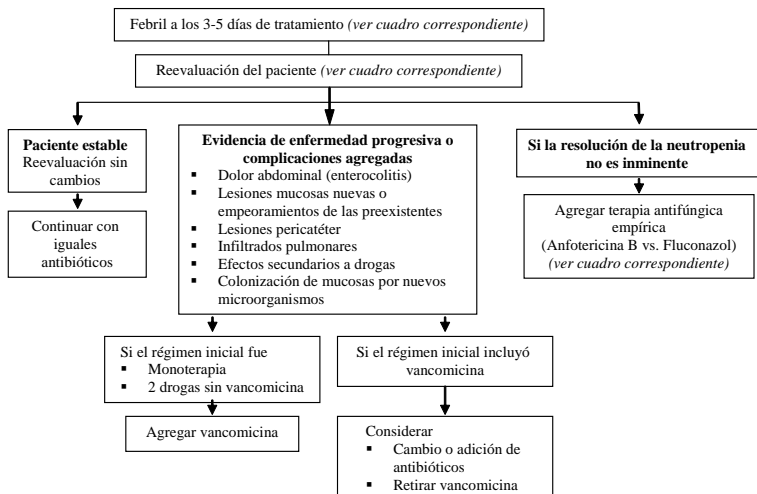 Febril a los 3-5 días de tratamiento (ver cuadro correspondiente)
Reevaluación del paciente (ver cuadro correspondiente)
Paciente estable
Reevaluación sin
cambios
Continuar con
iguales
antibióticos
Evidencia de enfermedad progresiva o
complicaciones agregadas
▪ Dolor abdominal (enterocolitis)
▪ Lesiones mucosas nuevas o
empeoramientos de las preexistentes
▪ Lesiones pericatéter
▪ Infiltrados pulmonares
▪ Efectos secundarios a drogas
▪ Colonización de mucosas por nuevos
microorganismos
Si la resolución de la neutropenia
no es inminente
Agregar terapia antifúngica
empírica
(Anfotericina B vs. Fluconazol)
(ver cuadro correspondiente)
Si el régimen inicial fue
▪ Monoterapia
▪ 2 drogas sin vancomicina
Agregar vancomicina
Si el régimen inicial incluyó
vancomicina
Considerar
▪ Cambio o adición de
antibióticos
▪ Retirar vancomicina